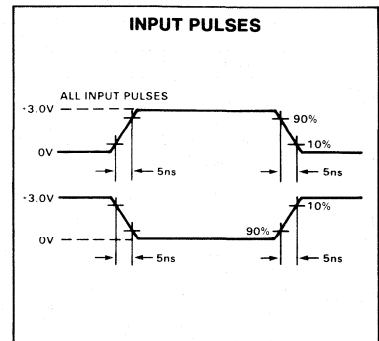 INPUT PULSES
ALL INPUT PULSES
+3.0V
90%
10%
0V
5ns
5ns
+3.0V
10%
90%
0V
5ns
5ns